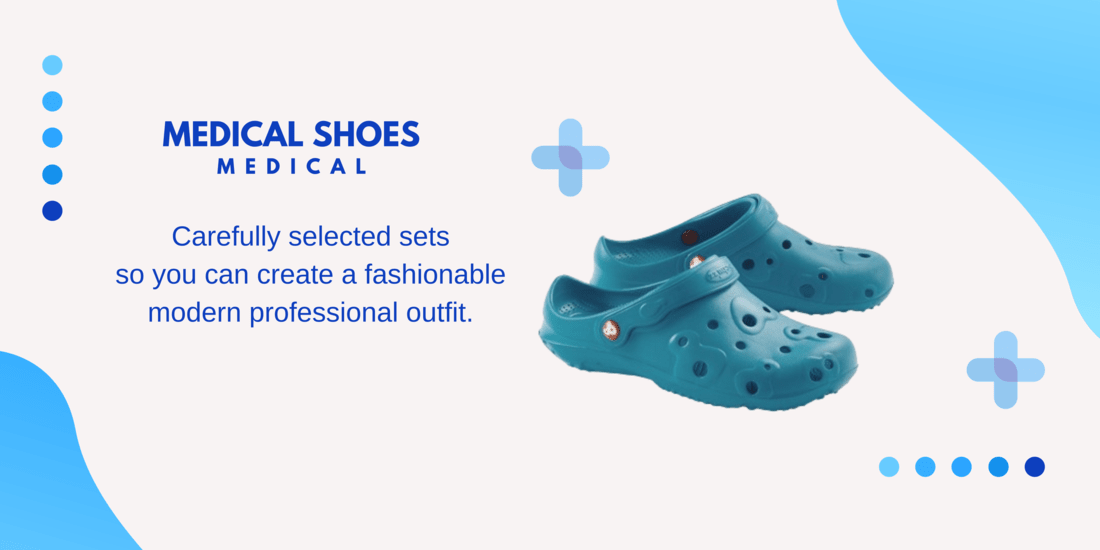 MEDICAL SHOES
MEDICAL
Carefully selected sets
so you can create a fashionable
modern professional outfit.